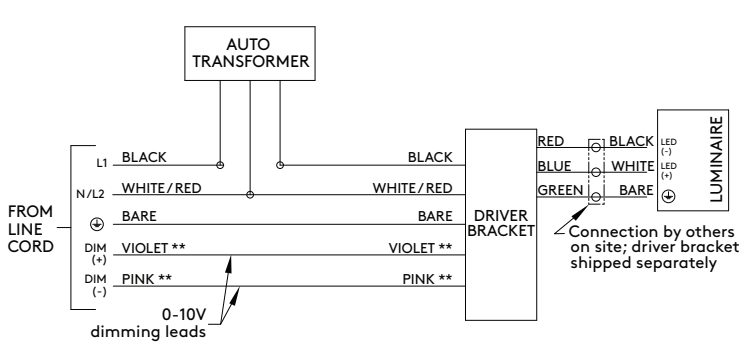 AUTO
TRANSFORMER
L1 BLACK BLACK
N/L2 WHITE/RED WHITE/RED
BARE BARE
DIM
(+)
VIOLET ** VIOLET **
DIM
(-)
PINK ** PINK **
FROM
LINE
CORD
0-10V
dimming leads
DRIVER
BRACKET
RED BLACK LED
(-)
BLUE WHITE LED
(+)
GREEN BARE
LUMINAIRE
Connection by others
on site; driver bracket
shipped separately